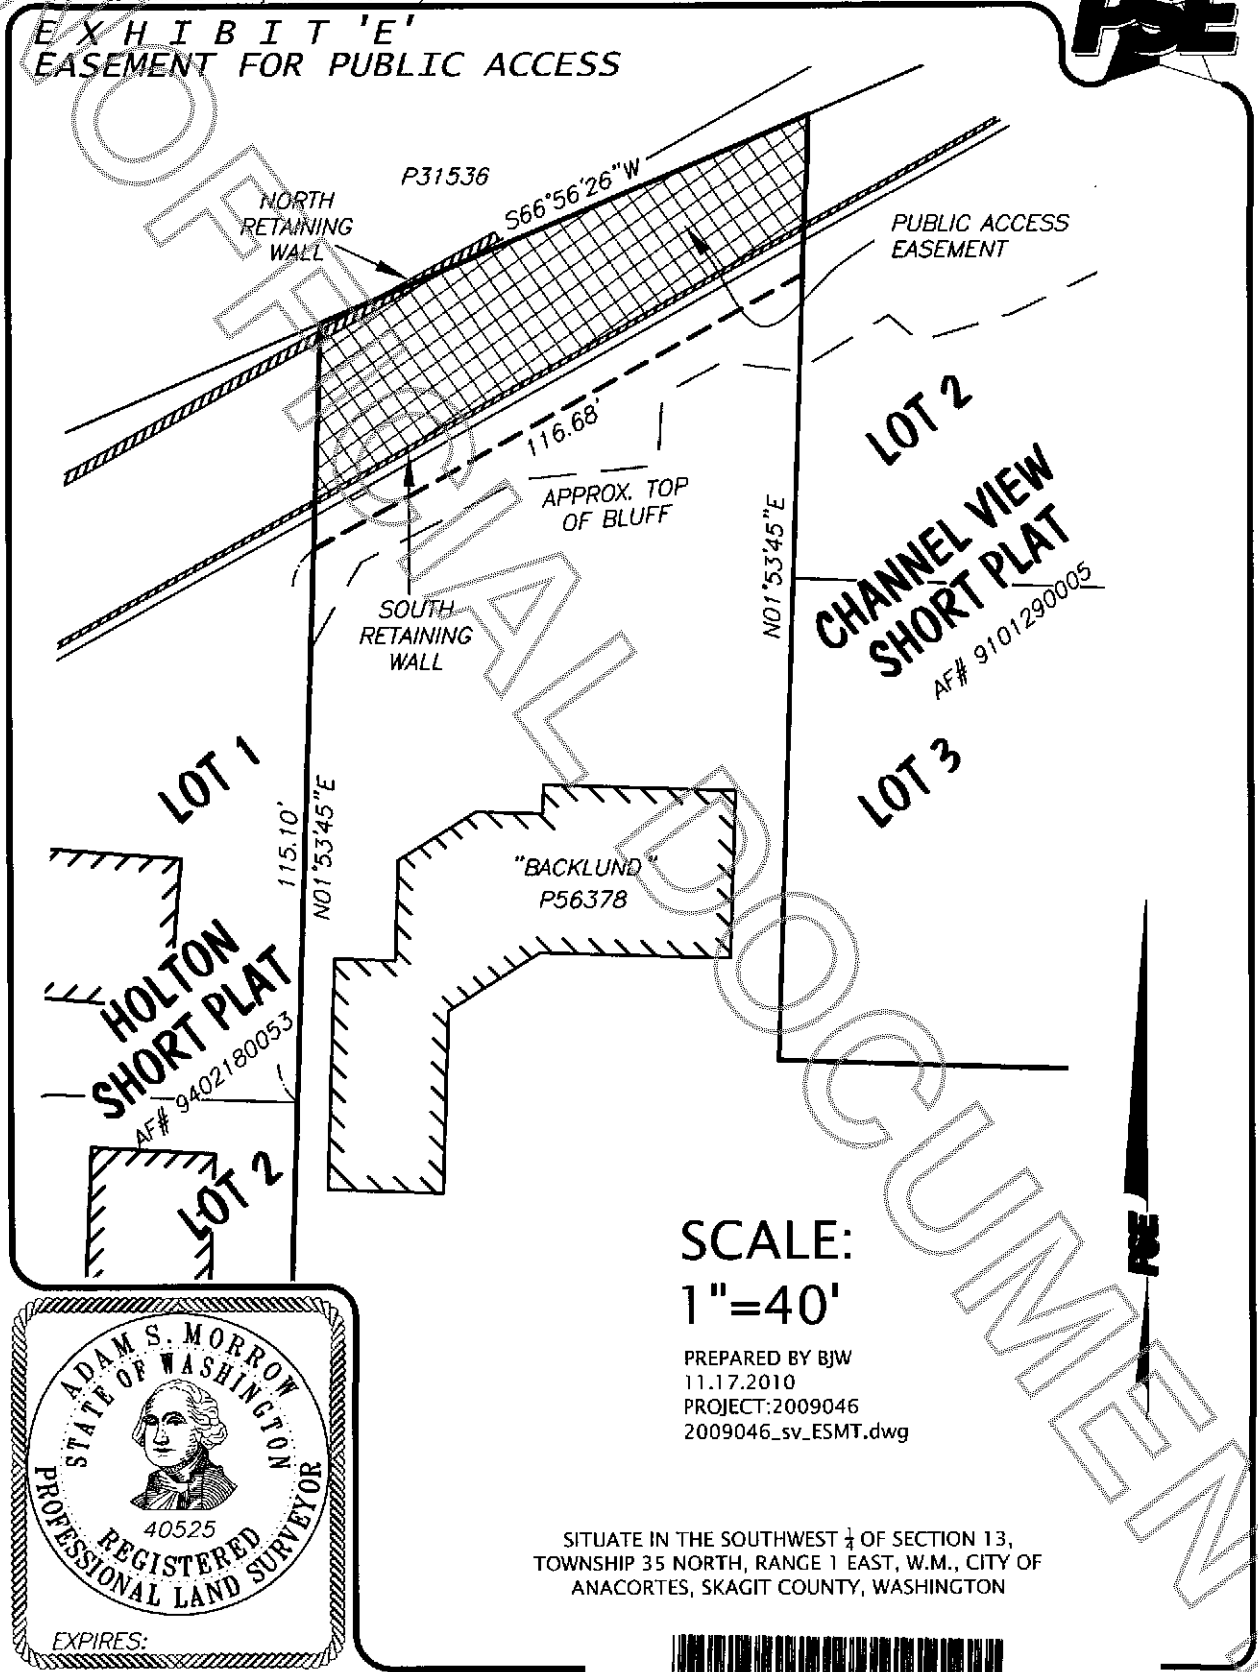 E X H I B I T 'E'
EASEMENT FOR PUBLIC ACCESS
PSE
P31536
S66°56'26"W
NORTH
RETAINING
WALL
PUBLIC ACCESS
EASEMENT
116.68'
APPROX. TOP
OF BLUFF
LOT 2
CHANNEL VIEW
SHORT PLAT
AF# 9101290005
N01°53'45"E
SOUTH
RETAINING
WALL
LOT 1
LOT 3
115.10'
N01°53'45"E
"BACKLUND"
P56378
HOLTON
SHORT PLAT
AF# 9402180053
LOT 2
PSE
SCALE:
1"=40'
PREPARED BY BJW
11.17.2010
PROJECT:2009046
2009046_sv_ESMT.dwg
ADAM S. MORROW
STATE OF WASHINGTON
40525
REGISTERED
PROFESSIONAL LAND SURVEYOR
EXPIRES:
SITUATE IN THE SOUTHWEST ¼ OF SECTION 13,
TOWNSHIP 35 NORTH, RANGE 1 EAST, W.M., CITY OF
ANACORTES, SKAGIT COUNTY, WASHINGTON
OFFICIAL DOCUMEN